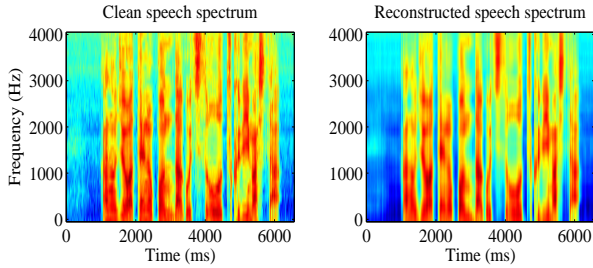 Clean speech spectrum
Reconstructed speech spectrum
Frequency (Hz)
4000
3000
2000
1000
0
0 2000 4000 6000
Time (ms)
4000
3000
2000
1000
0
0 2000 4000 6000
Time (ms)